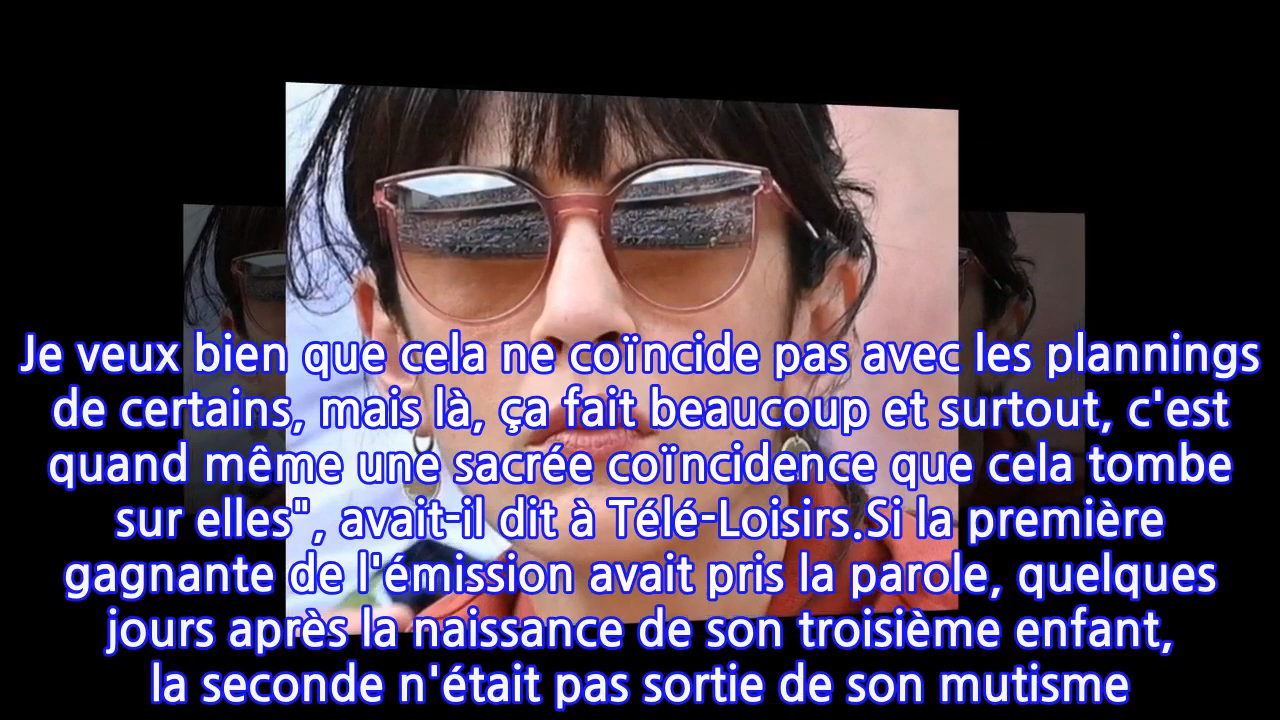 Je veux bien que cela ne coïncide pas avec les plannings
de certains, mais là, ça fait beaucoup et surtout, c'est
quand même une sacrée coïncidence que cela tombe
sur elles", avait-il dit à Télé-Loisirs.Si la première
gagnante de l'émission avait pris la parole, quelques
jours après la naissance de son troisième enfant,
la seconde n'était pas sortie de son mutisme